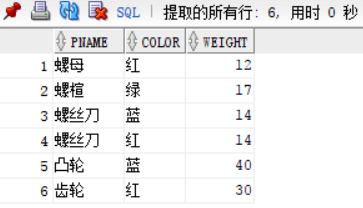 SQL | 提取的所有行: 6, 用时 0 秒
PNAME COLOR WEIGHT
1 螺母 红 12
2 螺楦 绿 17
3 螺丝刀 蓝 14
4 螺丝刀 红 14
5 凸轮 蓝 40
6 齿轮 红 30